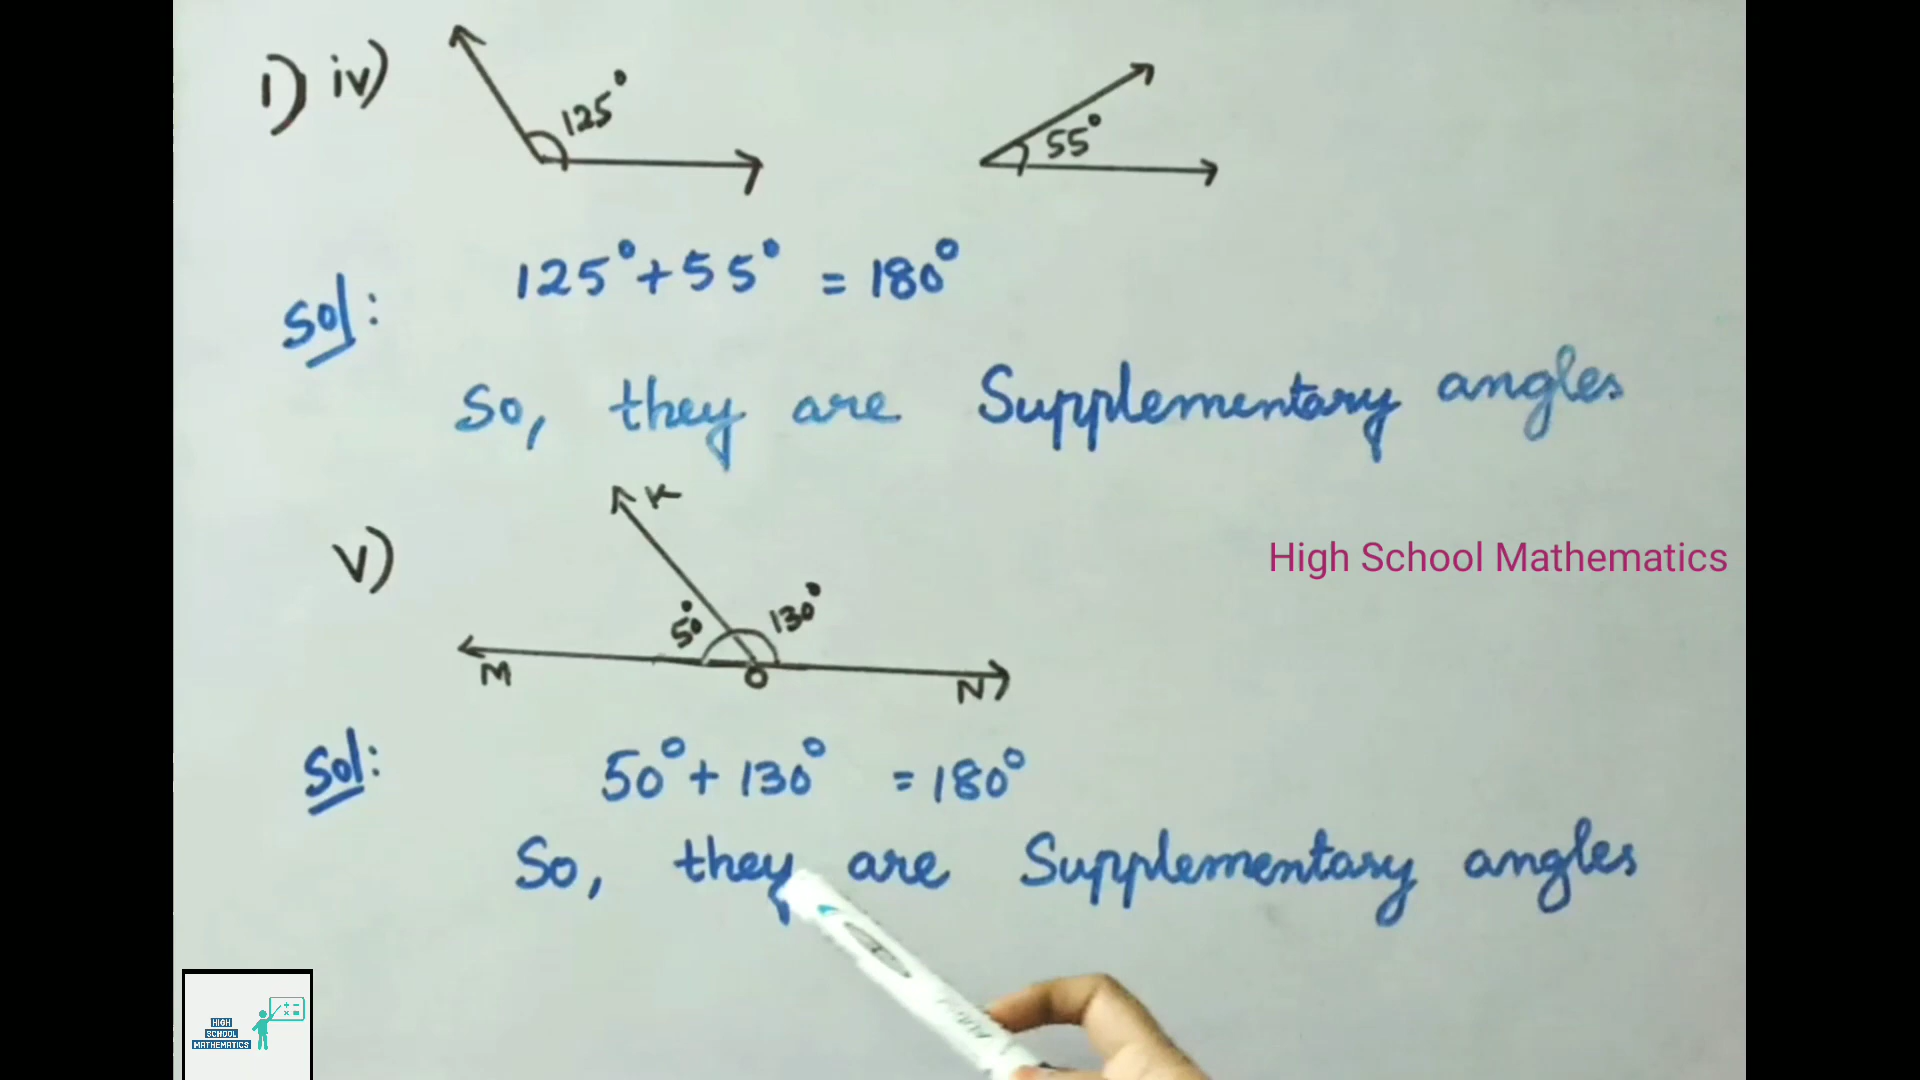 1) iv) 125° 55°
Sol: 125° + 55° = 180°
So, they are Supplementary angles
K
v) 50° 130°
M O N
High School Mathematics
Sol: 50° + 130° = 180°
So, they are Supplementary angles
HIGH
SCHOOL
MATHEMATICS